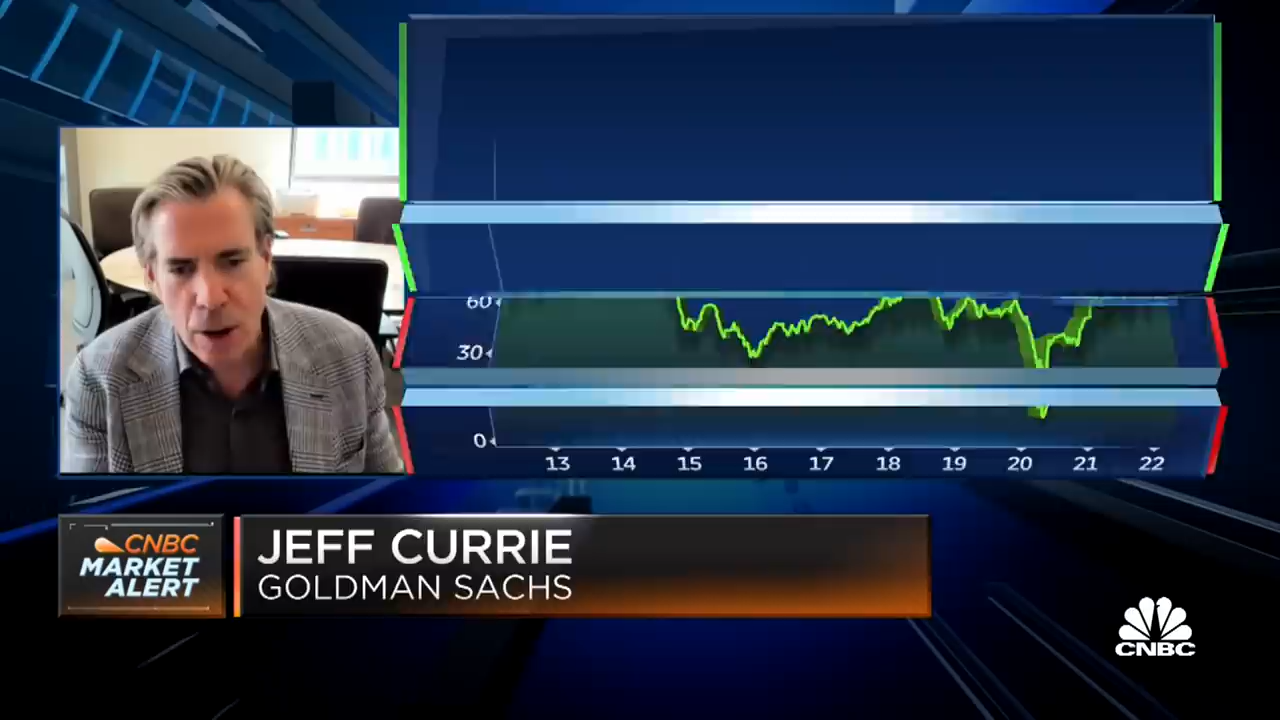 60
30
0
13 14 15 16 17 18 19 20 21 22
CNBC
MARKET
ALERT
JEFF CURRIE
GOLDMAN SACHS
CNBC